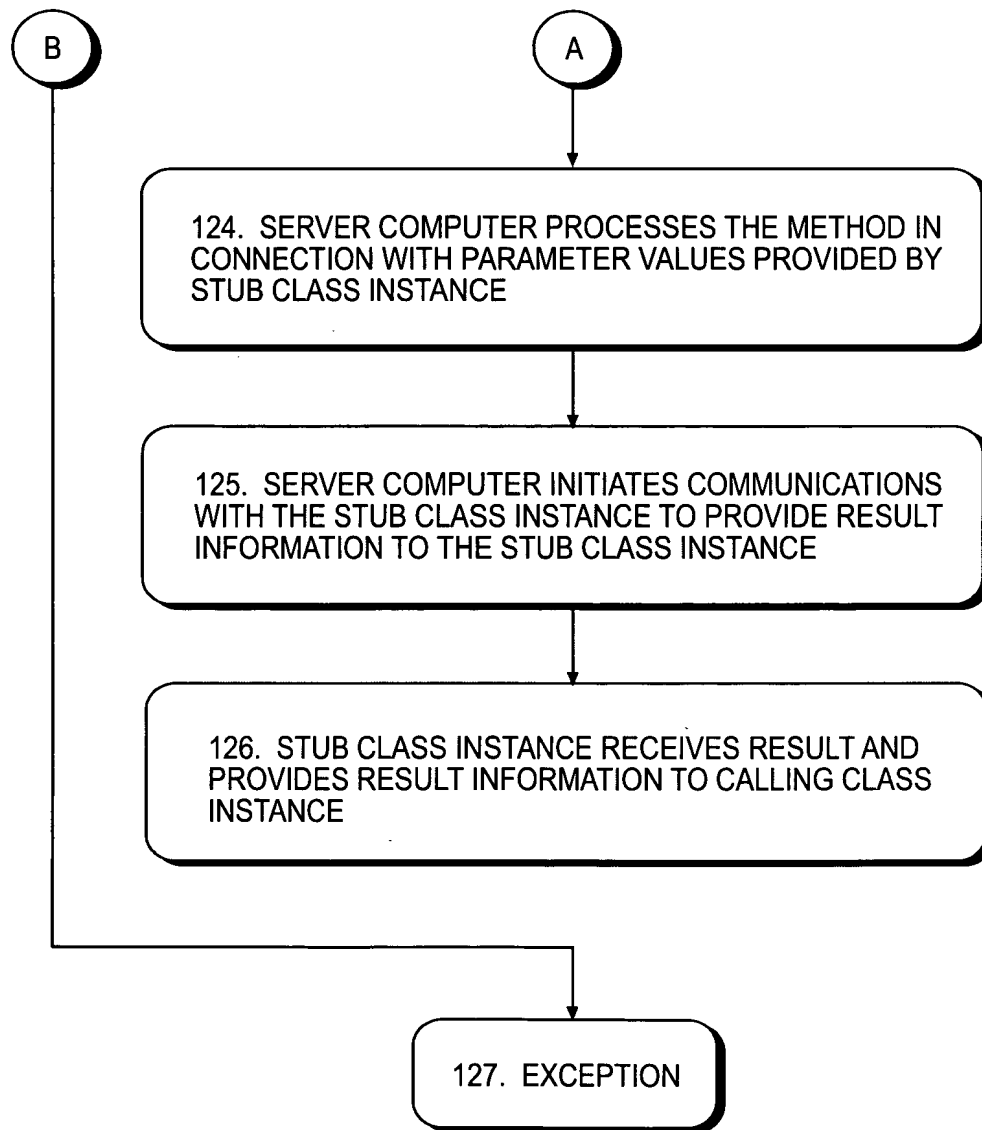 B
A
124. SERVER COMPUTER PROCESSES THE METHOD IN
CONNECTION WITH PARAMETER VALUES PROVIDED BY
STUB CLASS INSTANCE
125. SERVER COMPUTER INITIATES COMMUNICATIONS
WITH THE STUB CLASS INSTANCE TO PROVIDE RESULT
INFORMATION TO THE STUB CLASS INSTANCE
126. STUB CLASS INSTANCE RECEIVES RESULT AND
PROVIDES RESULT INFORMATION TO CALLING CLASS
INSTANCE
127. EXCEPTION